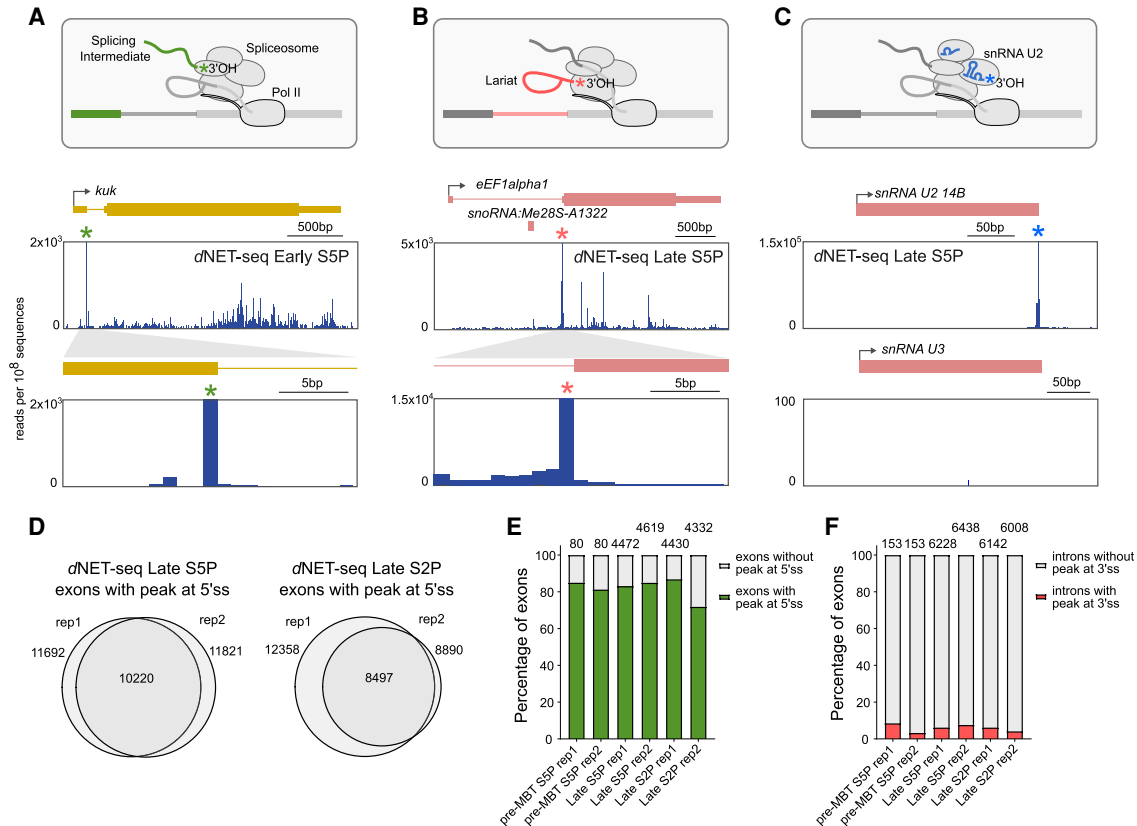 A
Splicing
Intermediate
Spliceosome
*3'OH
Pol II
kuk
500bp
*
2x10³
dNET-seq Early S5P
0
5bp
*
2x10³
0
reads per 10⁸ sequences
B
Lariat
*3'OH
eEF1alpha1
snoRNA:Me28S-A1322
*
500bp
5x10³
dNET-seq Late S5P
0
5bp
*
1.5x10⁴
0
C
snRNA U2
*
3'OH
snRNA U2 14B
50bp
*
1.5x10⁵
dNET-seq Late S5P
0
snRNA U3
50bp
100
0
D
dNET-seq Late S5P
exons with peak at 5'ss
rep1
rep2
11692
11821
10220
dNET-seq Late S2P
exons with peak at 5'ss
rep1
rep2
12358
8890
8497
E
4619 4332
80 80 4472 4430
Percentage of exons
100
80
60
40
20
0
exons without
peak at 5'ss
exons with
peak at 5'ss
pre-MBT S5P rep1
pre-MBT S5P rep2
Late S5P rep1
Late S5P rep2
Late S2P rep1
Late S2P rep2
F
6438 6008
153 153 6228 6142
Percentage of exons
100
80
60
40
20
0
introns without
peak at 3'ss
introns with
peak at 3'ss
pre-MBT S5P rep1
pre-MBT S5P rep2
Late S5P rep1
Late S5P rep2
Late S2P rep1
Late S2P rep2